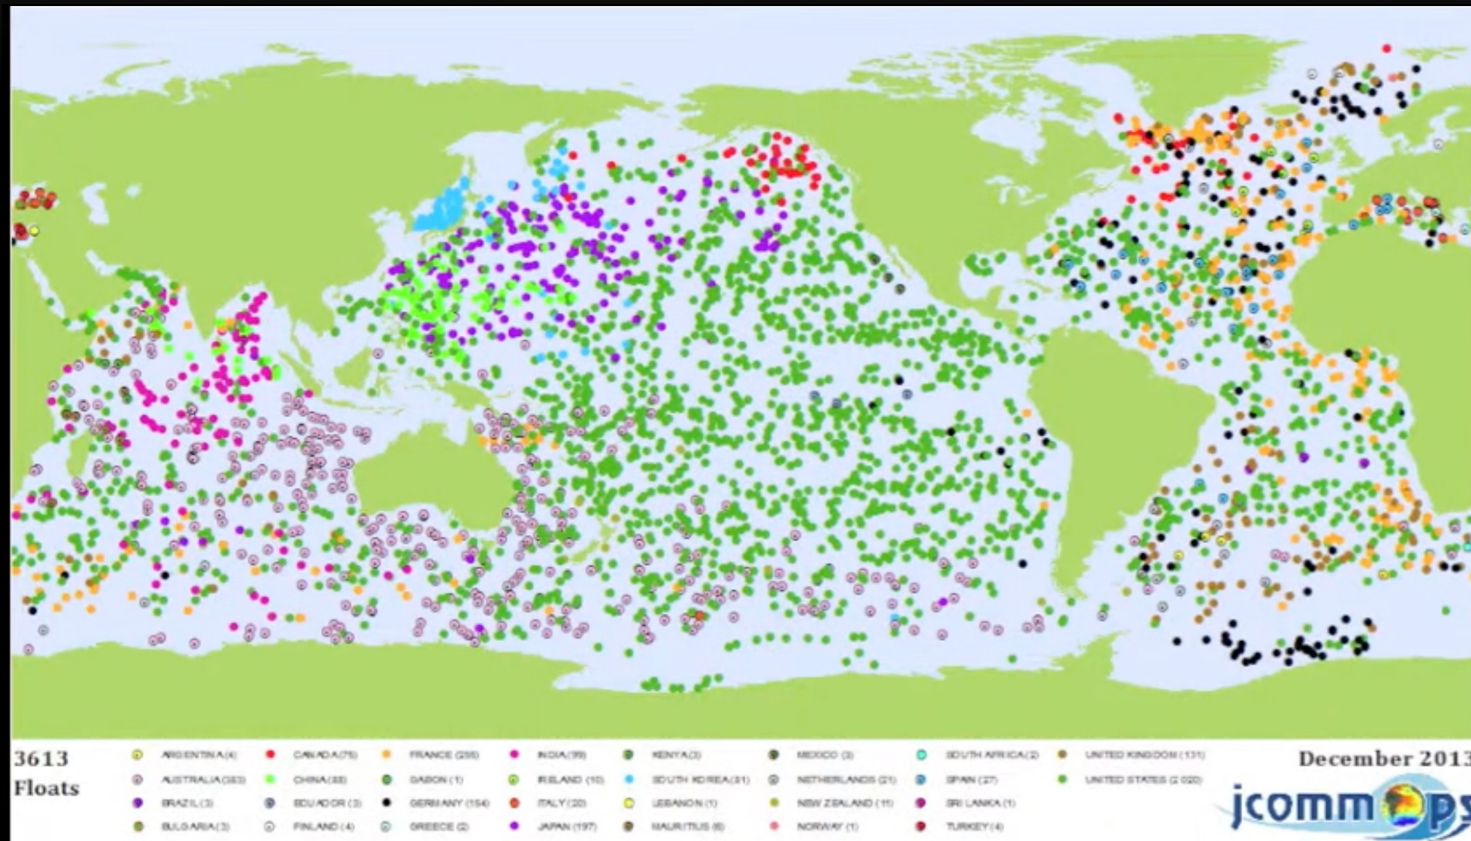 3613
Floats
ARGENTINA (4) CANADA (75) FRANCE (255) INDIA (99) KENYA (3) MEXICO (3) SOUTH AFRICA (2) UNITED KINGDOM (131)
AUSTRALIA (383) CHINA (88) GABON (1) IRELAND (10) SOUTH KOREA (81) NETHERLANDS (21) SPAIN (27) UNITED STATES (2 020)
BRAZIL (3) ECUADOR (3) GERMANY (154) ITALY (20) LEBANON (1) NEW ZEALAND (11) SRI LANKA (1)
BULGARIA (3) FINLAND (4) GREECE (2) JAPAN (197) MAURITIUS (6) NORWAY (1) TURKEY (4)
December 2013
jcommops